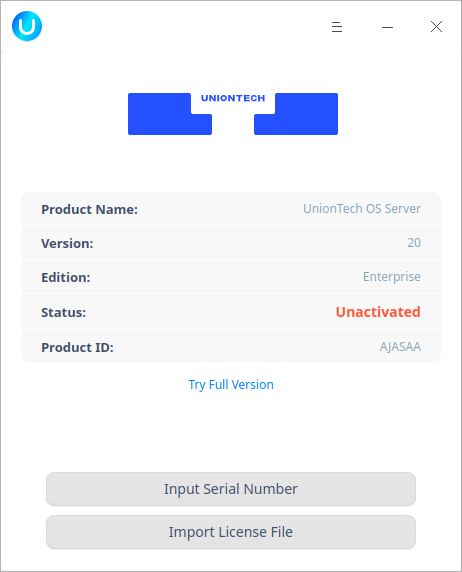 UNIONTECH
Product Name: UnionTech OS Server
Version: 20
Edition: Enterprise
Status: Unactivated
Product ID: AJASAA
Try Full Version
Input Serial Number
Import License File